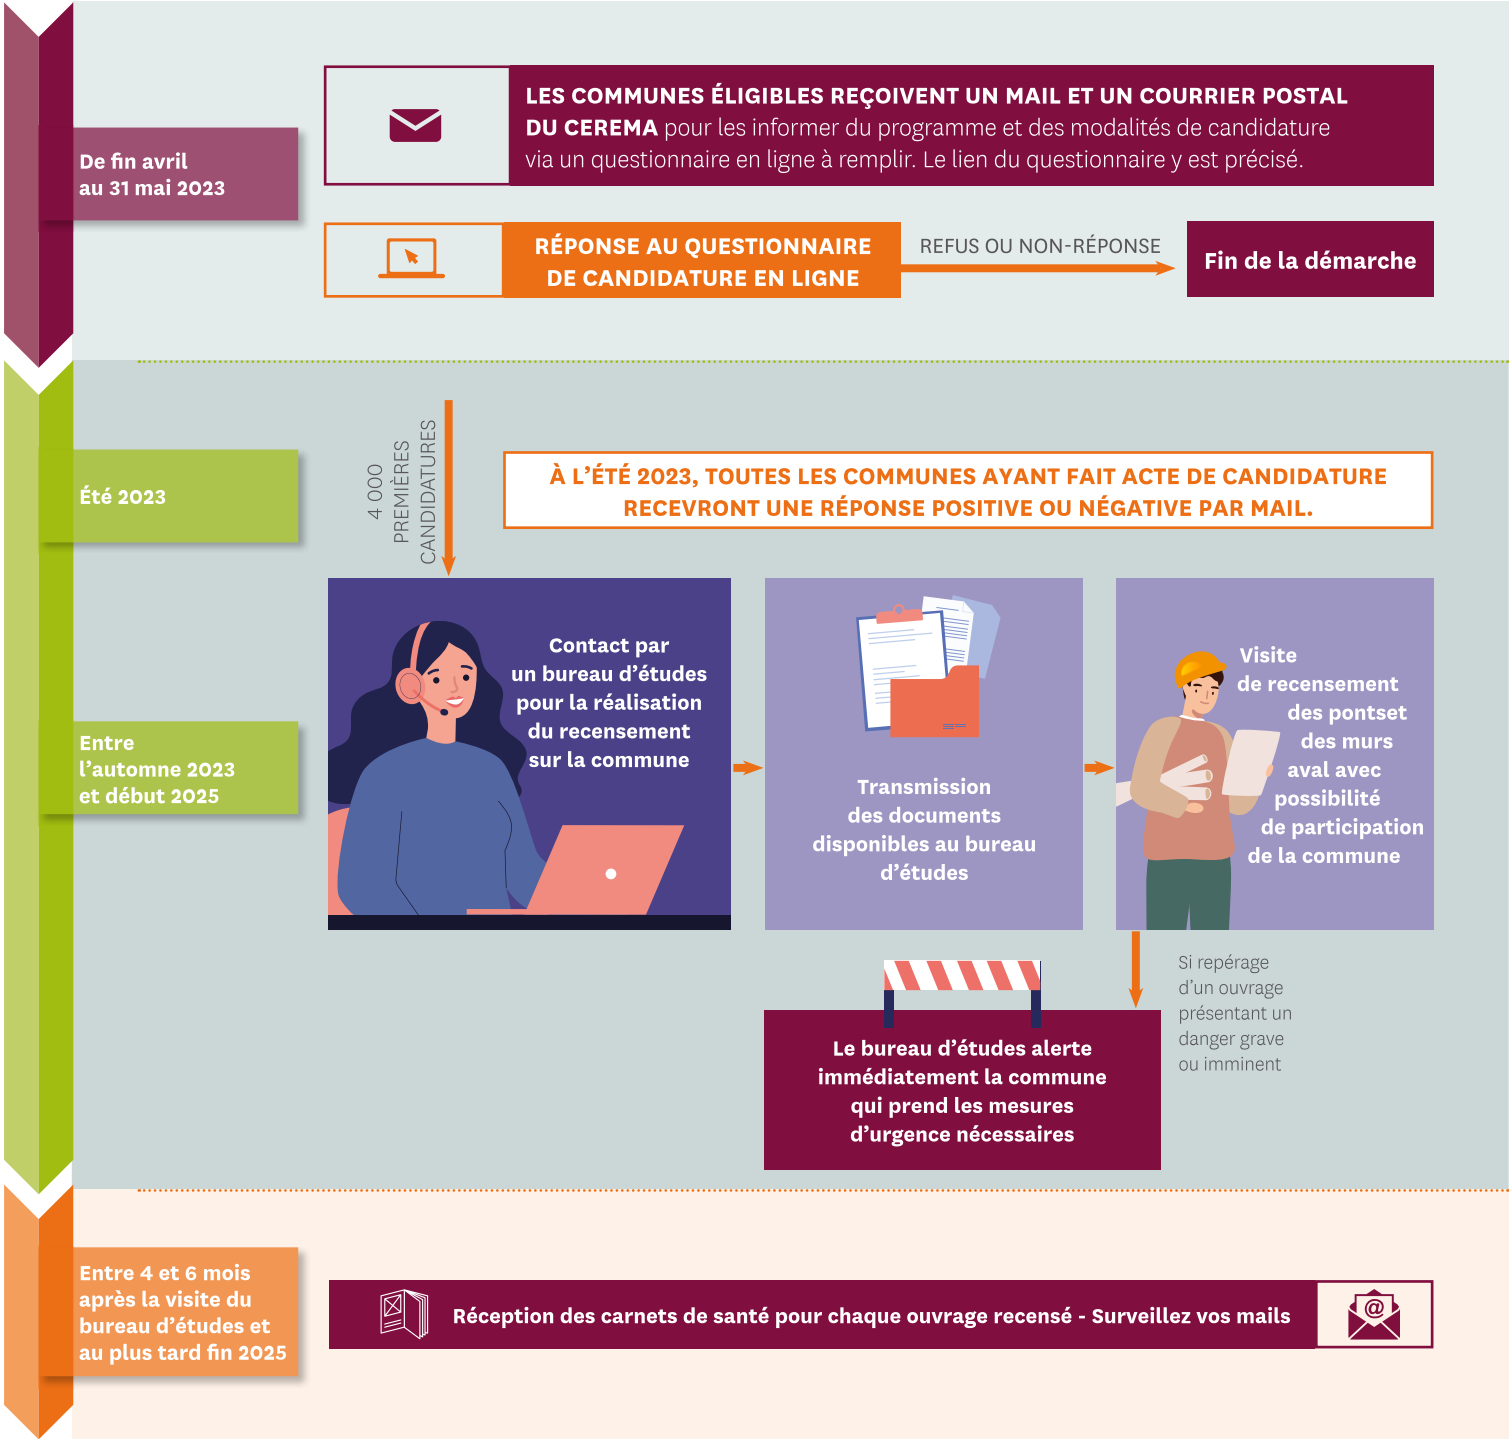 De fin avril
au 31 mai 2023
LES COMMUNES ÉLIGIBLES REÇOIVENT UN MAIL ET UN COURRIER POSTAL
DU CEREMA pour les informer du programme et des modalités de candidature
via un questionnaire en ligne à remplir. Le lien du questionnaire y est précisé.
RÉPONSE AU QUESTIONNAIRE
DE CANDIDATURE EN LIGNE
REFUS OU NON-RÉPONSE
Fin de la démarche
Été 2023
4 000
PREMIÈRES
CANDIDATURES
À L’ÉTÉ 2023, TOUTES LES COMMUNES AYANT FAIT ACTE DE CANDIDATURE
RECEVRONT UNE RÉPONSE POSITIVE OU NÉGATIVE PAR MAIL.
Entre
l’automne 2023
et début 2025
Contact par
un bureau d’études
pour la réalisation
du recensement
sur la commune
Transmission
des documents
disponibles au bureau
d’études
Visite
de recensement
des pontset
des murs
aval avec
possibilité
de participation
de la commune
Si repérage
d’un ouvrage
présentant un
danger grave
ou imminent
Le bureau d’études alerte
immédiatement la commune
qui prend les mesures
d’urgence nécessaires
Entre 4 et 6 mois
après la visite du
bureau d’études et
au plus tard fin 2025
Réception des carnets de santé pour chaque ouvrage recensé - Surveillez vos mails
@